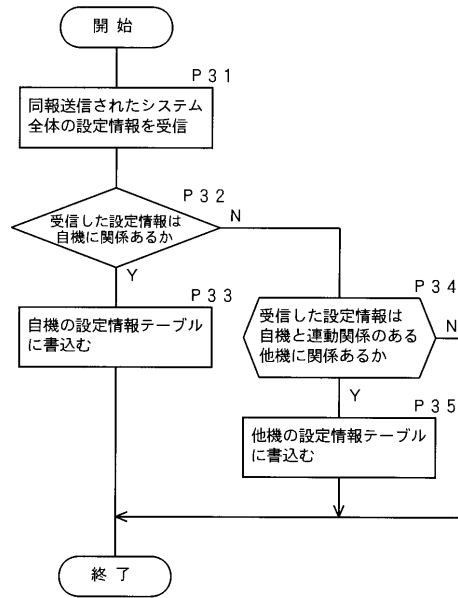 開 始
Ｐ３１
同報送信されたシステム
全体の設定情報を受信
Ｐ３２
受信した設定情報は
自機に関係あるか
Ｎ
Ｙ
Ｐ３３
自機の設定情報テーブル
に書込む
Ｐ３４
受信した設定情報は
自機と連動関係のある
他機に関係あるか
Ｎ
Ｙ
Ｐ３５
他機の設定情報テーブル
に書込む
終 了